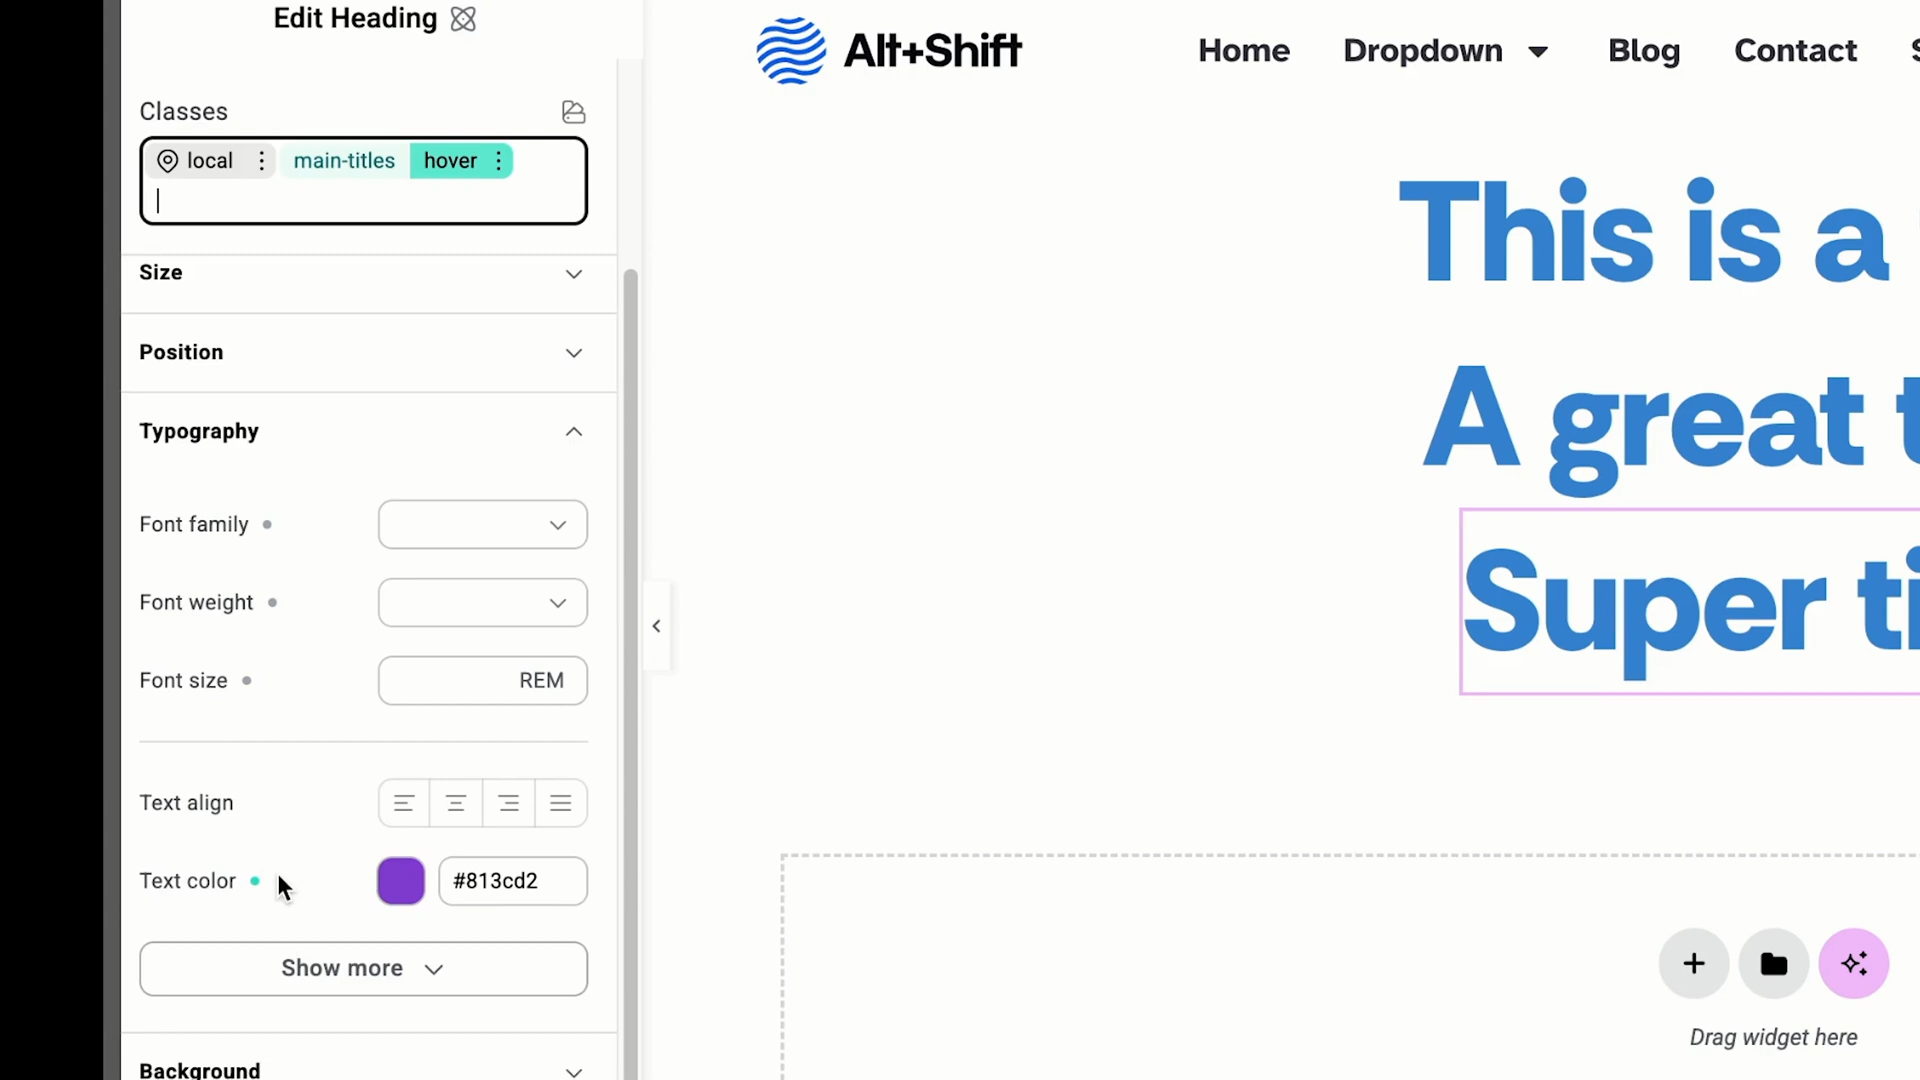 Edit Heading
Classes
local
main-titles
hover
Size
Position
Typography
Font family
Font weight
Font size
REM
Text align
Text color
#813cd2
Show more
Background
Alt+Shift
Home
Dropdown
Blog
Contact
This is a
A great t
Super ti
Drag widget here